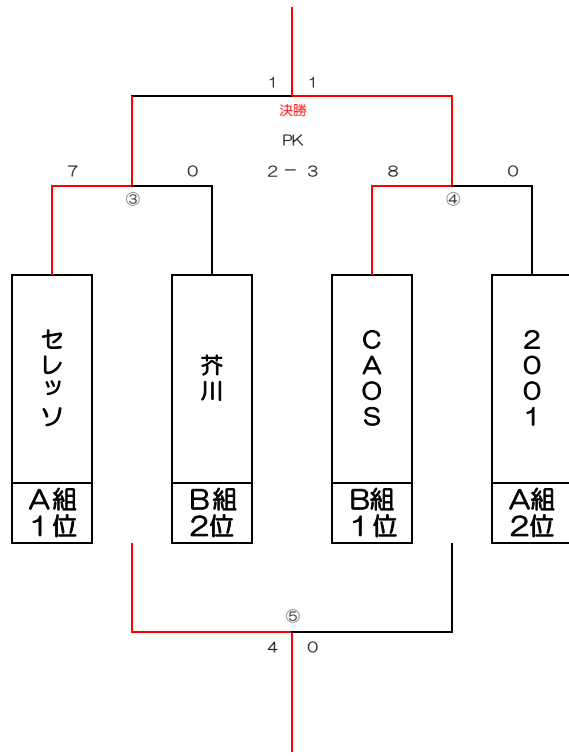 1 1
決勝
PK
7 0 2 － 3 8 0
③ ④
セレッソ
芥川
CAOS
2001
A組
1位
B組
2位
B組
1位
A組
2位
⑤
4 0